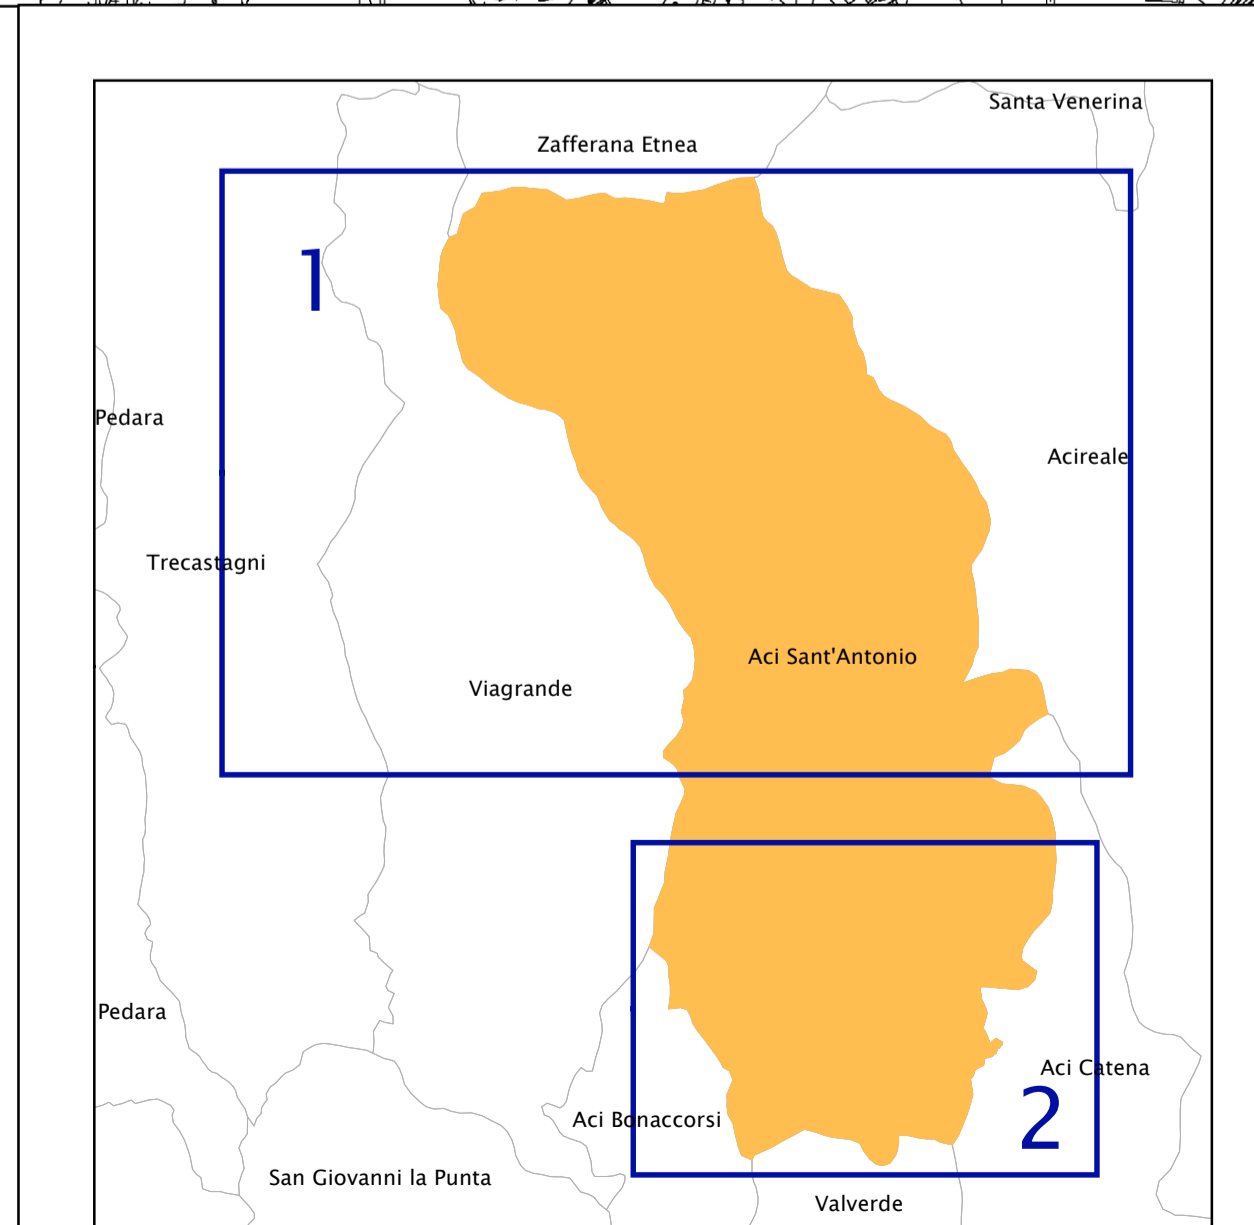 Santa Venerina
Zafferana Etnea
1
Pedara
Acireale
Trecastagni
Aci Sant'Antonio
Viagrande
Pedara
Aci Catena
2
Aci Bonaccorsi
San Giovanni la Punta
Valverde